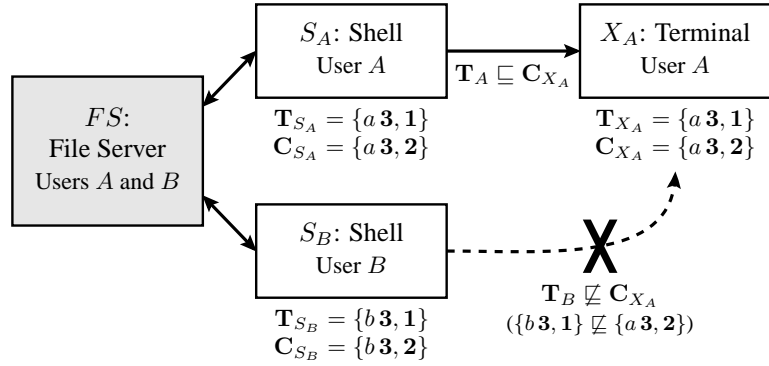 FS:
File Server
Users A and B
S_A: Shell
User A
T_{S_A} = {a 3, 1}
C_{S_A} = {a 3, 2}
T_A ⊑ C_{X_A}
X_A: Terminal
User A
T_{X_A} = {a 3, 1}
C_{X_A} = {a 3, 2}
S_B: Shell
User B
T_{S_B} = {b 3, 1}
C_{S_B} = {b 3, 2}
X
T_B ⋢ C_{X_A}
({b 3, 1} ⋢ {a 3, 2})